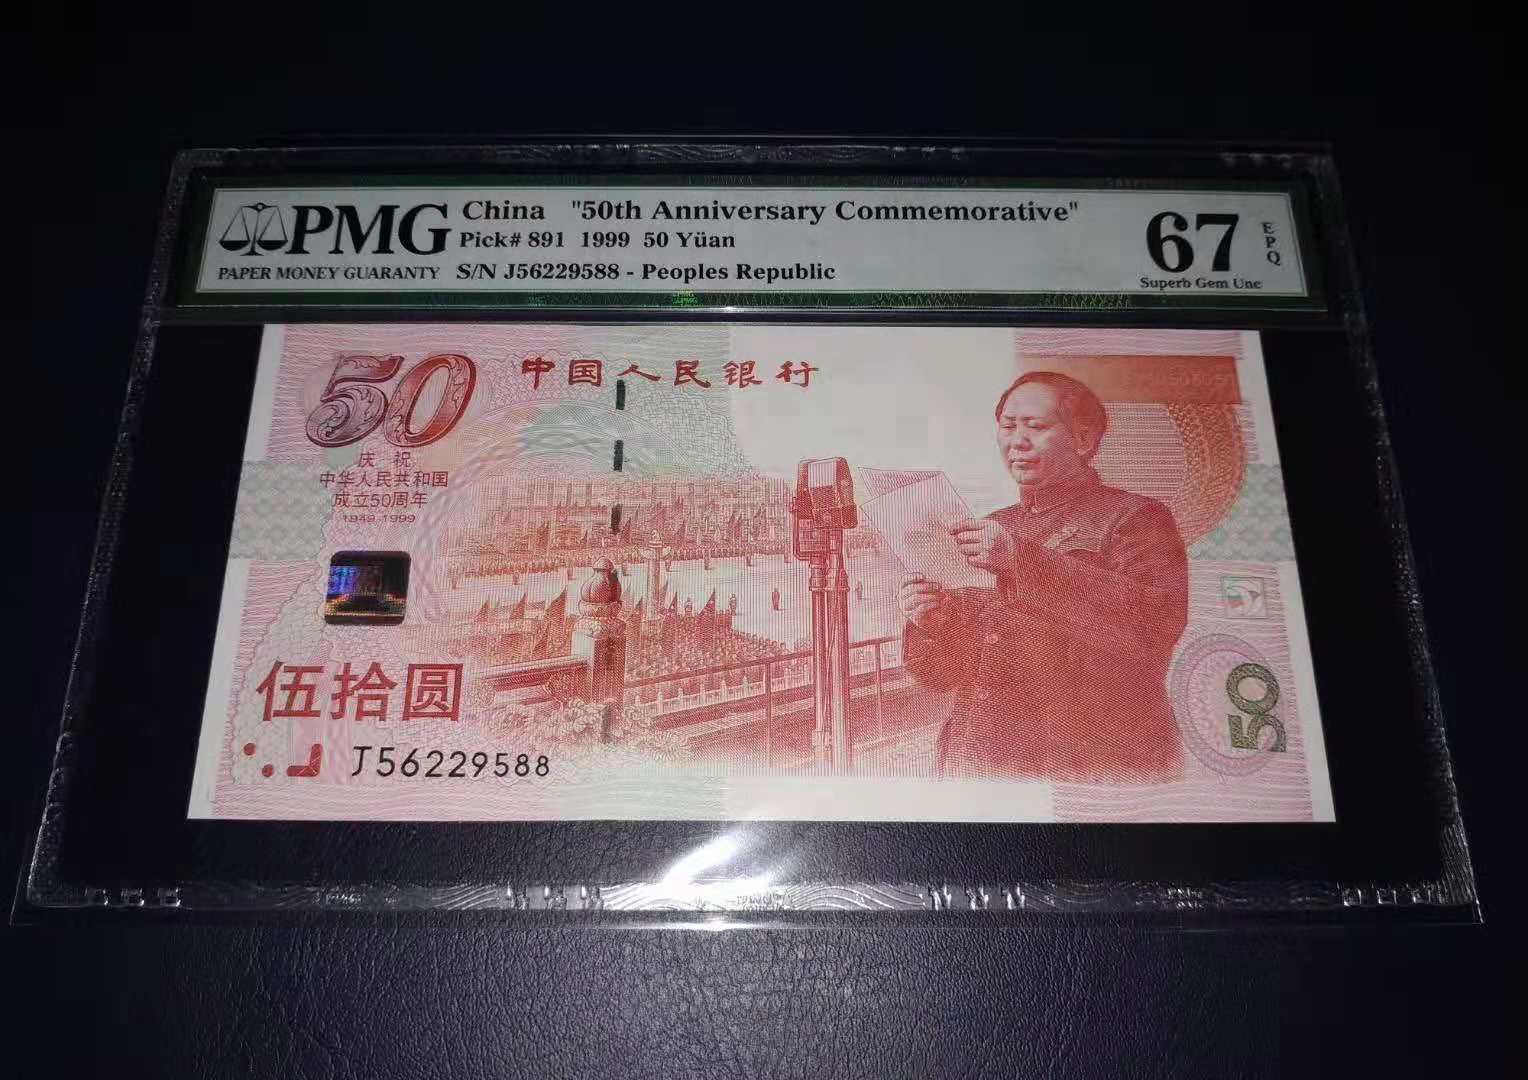 PMG
PAPER MONEY GUARANTY
China "50th Anniversary Commemorative"
Pick# 891 1999 50 Yüan
S/N J56229588 - Peoples Republic
67
EPQ
Superb Gem Unc
50
中国人民银行
庆祝
中华人民共和国
成立50周年
1949-1999
伍拾圆
J56229588
50